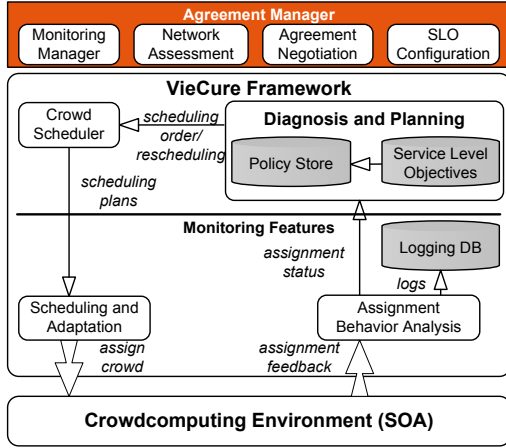 Agreement Manager
Monitoring
Manager
Network
Assessment
Agreement
Negotiation
SLO
Configuration
VieCure Framework
Crowd
Scheduler
scheduling
order/
rescheduling
Diagnosis and Planning
Policy Store
Service Level
Objectives
scheduling
plans
Monitoring Features
assignment
status
Logging DB
logs
Scheduling and
Adaptation
Assignment
Behavior Analysis
assign
crowd
assignment
feedback
Crowdcomputing Environment (SOA)